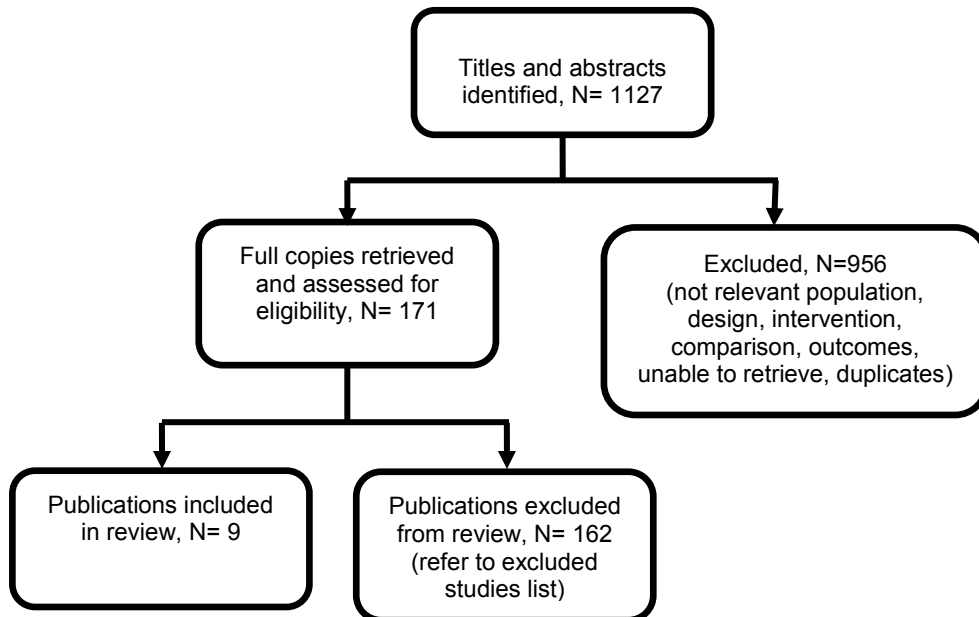 Titles and abstracts
identified, N= 1127
Full copies retrieved
and assessed for
eligibility, N= 171
Excluded, N=956
(not relevant population,
design, intervention,
comparison, outcomes,
unable to retrieve, duplicates)
Publications included
in review, N= 9
Publications excluded
from review, N= 162
(refer to excluded
studies list)